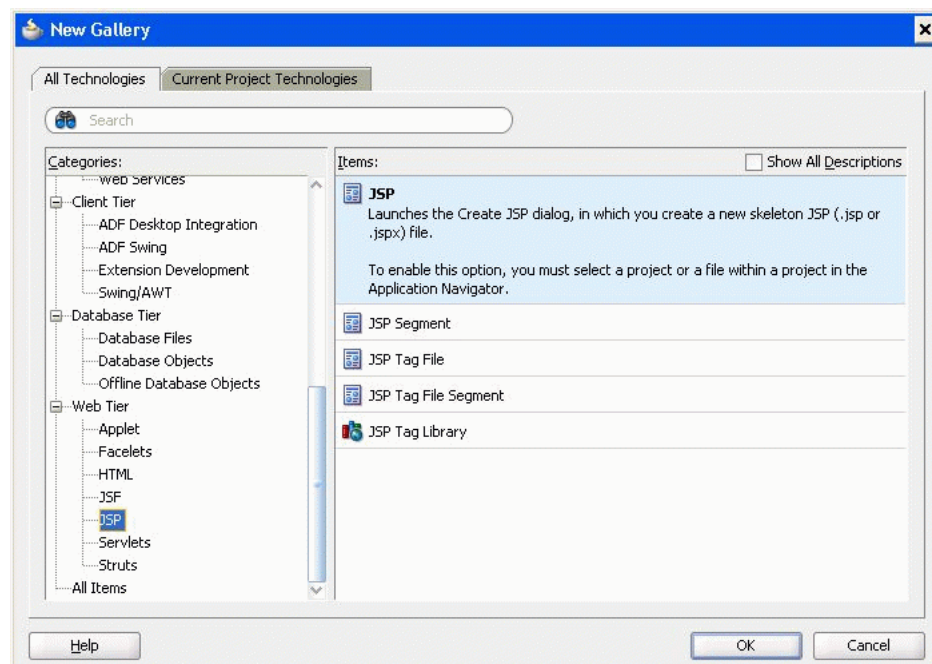 New Gallery
All Technologies
Current Project Technologies
Search
Categories:
Web Services
Client Tier
ADF Desktop Integration
ADF Swing
Extension Development
Swing/AWT
Database Tier
Database Files
Database Objects
Offline Database Objects
Web Tier
Applet
Facelets
HTML
JSF
JSP
Servlets
Struts
All Items
Items:
Show All Descriptions
JSP
Launches the Create JSP dialog, in which you create a new skeleton JSP (.jsp or
.jspx) file.
To enable this option, you must select a project or a file within a project in the
Application Navigator.
JSP Segment
JSP Tag File
JSP Tag File Segment
JSP Tag Library
Help
OK
Cancel